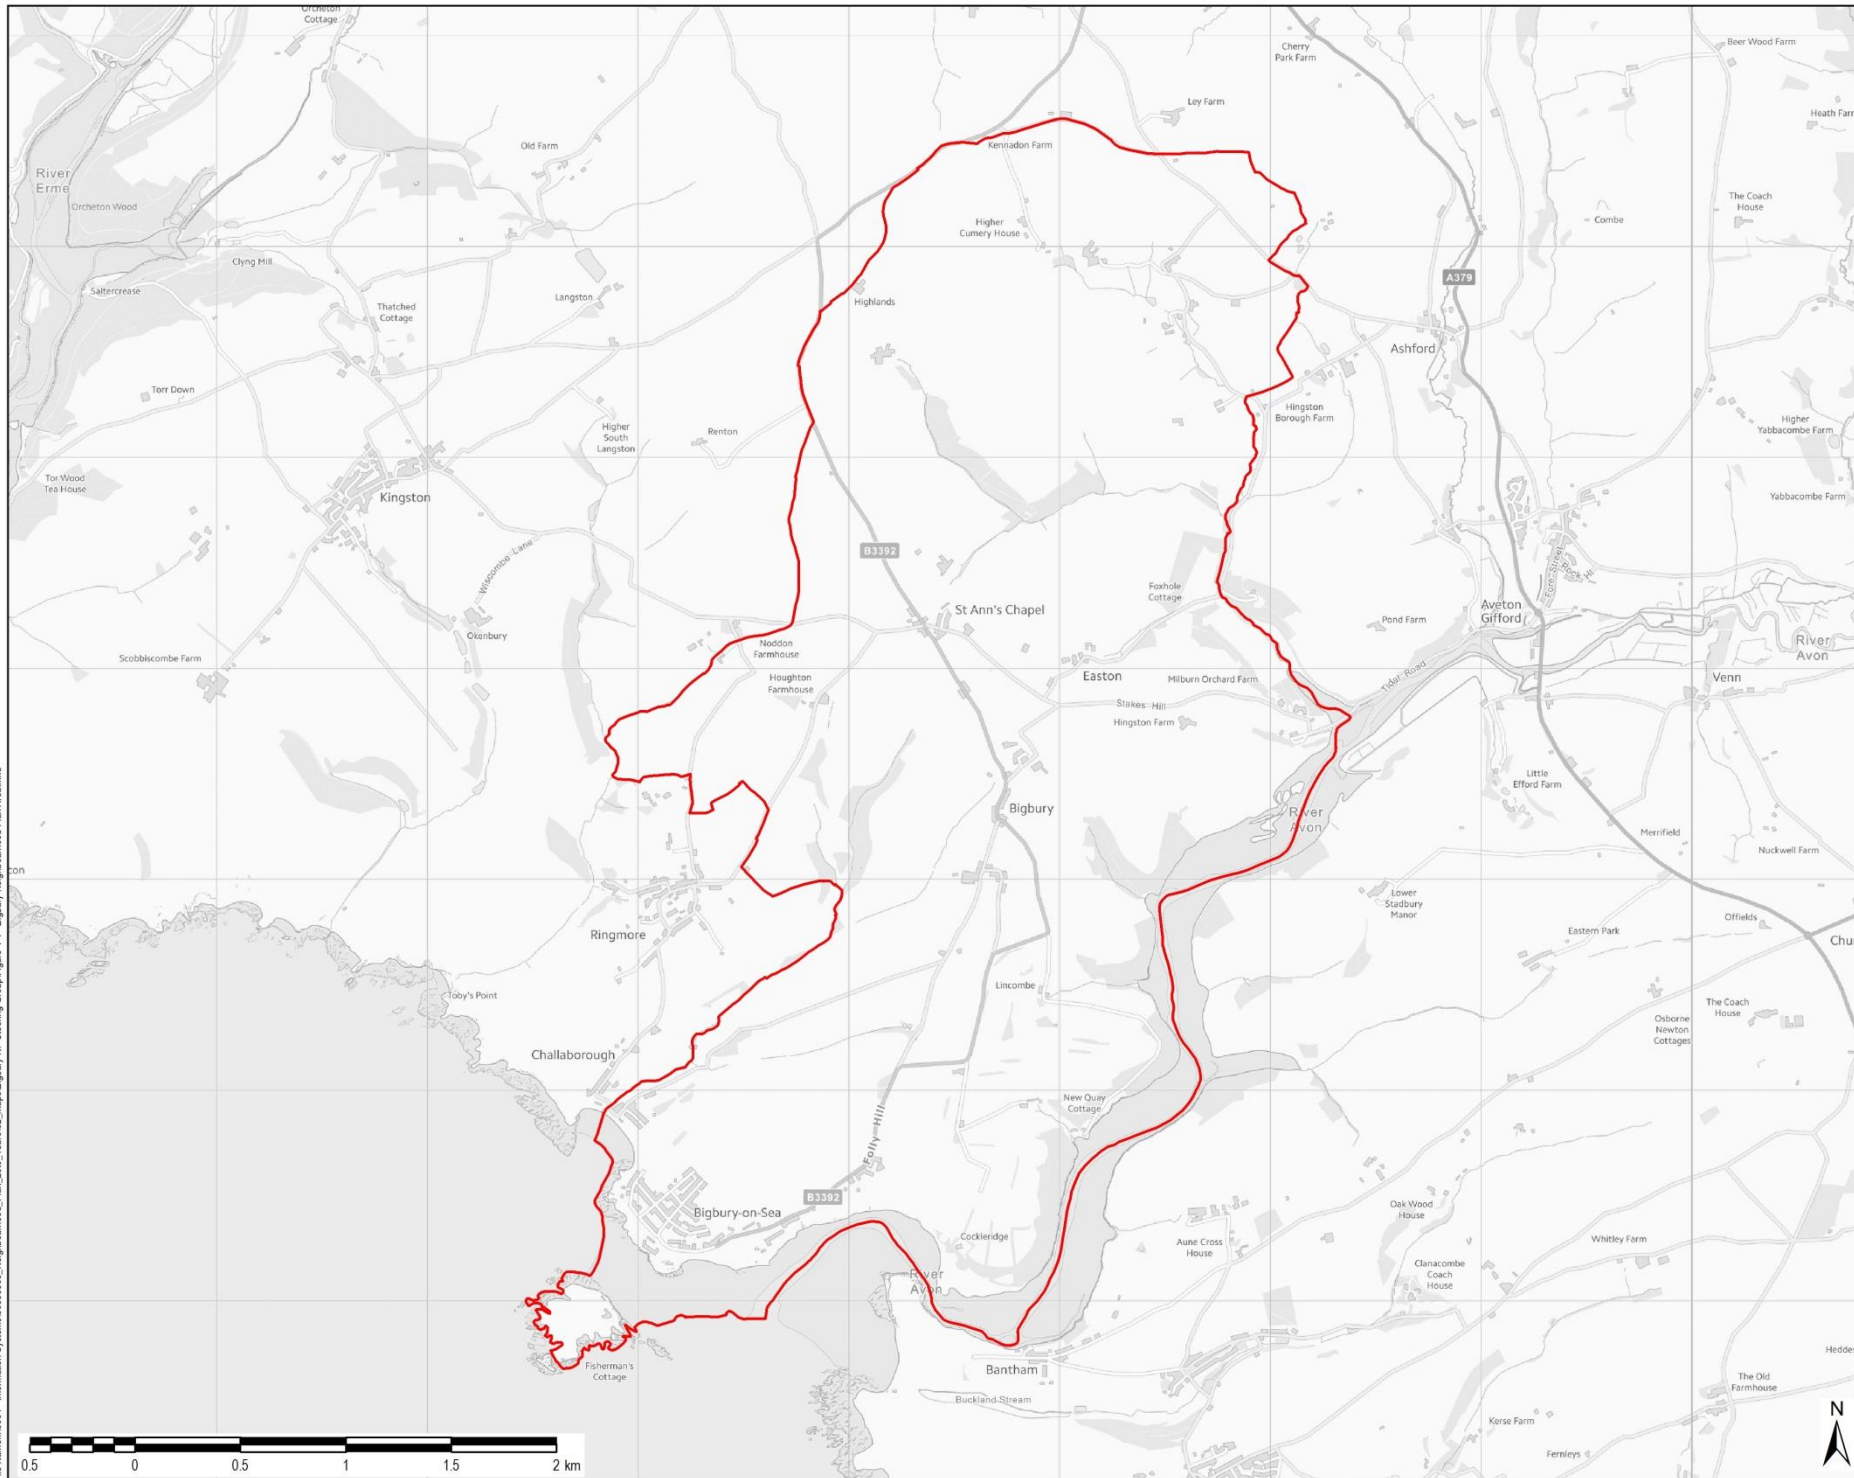 Orcheton
Cottage
Cherry
Park Farm
Beer Wood Farm
Ley Farm
Heath Farm
Old Farm
Kennadon Farm
River
Erme
Orcheton Wood
The Coach
House
Combe
Higher
Cumery House
Clyng Mill
A379
Saltercrease
Langston
Highlands
Thatched
Cottage
Ashford
Torr Down
Hingston
Borough Farm
Higher
Yabbacombe Farm
Renton
Higher
South
Langston
Tor Wood
Tea House
Kingston
Yabbacombe Farm
B3392
Wiscombe Lane
Fore Street
Rock Hl
Foxhole
Cottage
St Ann's Chapel
Aveton
Gifford
Pond Farm
Okenbury
Noddon
Farmhouse
River
Avon
Scobbiscombe Farm
Houghton
Farmhouse
Easton
Milburn Orchard Farm
Tidal Road
Venn
Stakes Hill
Hingston Farm
Little
Efford Farm
Bigbury
River
Avon
Merrifield
Nuckwell Farm
con
Lower
Stadbury
Manor
Offields
Ringmore
Eastern Park
Chu
Lincombe
Toby's Point
The Coach
House
Osborne
Newton
Cottages
Challaborough
New Quay
Cottage
Folly Hill
B3392
Bigbury-on-Sea
Oak Wood
House
Cockleridge
Aune Cross
House
Whitley Farm
Clanacombe
Coach
House
River
Avon
Fisherman's
Cottage
Bantham
Heddes
Buckland Stream
The Old
Farmhouse
Kerse Farm
Fernleys
N
0.5 0 0.5 1 1.5 2 km